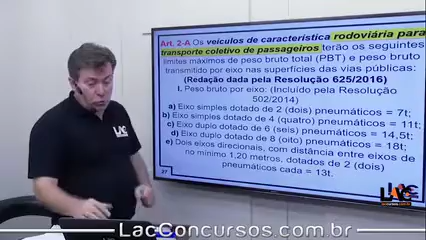 Art. 2-A Os veículos de característica rodoviária para
transporte coletivo de passageiros terão os seguintes
limites máximos de peso bruto total (PBT) e peso bruto
transmitido por eixo nas superfícies das vias públicas:
(Redação dada pela Resolução 625/2016)
I. Peso bruto por eixo: (Incluído pela Resolução
502/2014)
a) Eixo simples dotado de 2 (dois) pneumáticos = 7t;
b) Eixo simples dotado de 4 (quatro) pneumáticos = 11t;
c) Eixo duplo dotado de 6 (seis) pneumáticos = 14,5t;
d) Eixo duplo dotado de 8 (oito) pneumáticos = 18t;
e) Dois eixos direcionais, com distância entre eixos de
no mínimo 1,20 metros, dotados de 2 (dois)
pneumáticos cada = 13t.
37
LAC
LAC
CONCURSOS
www.LacConcursos.com.br